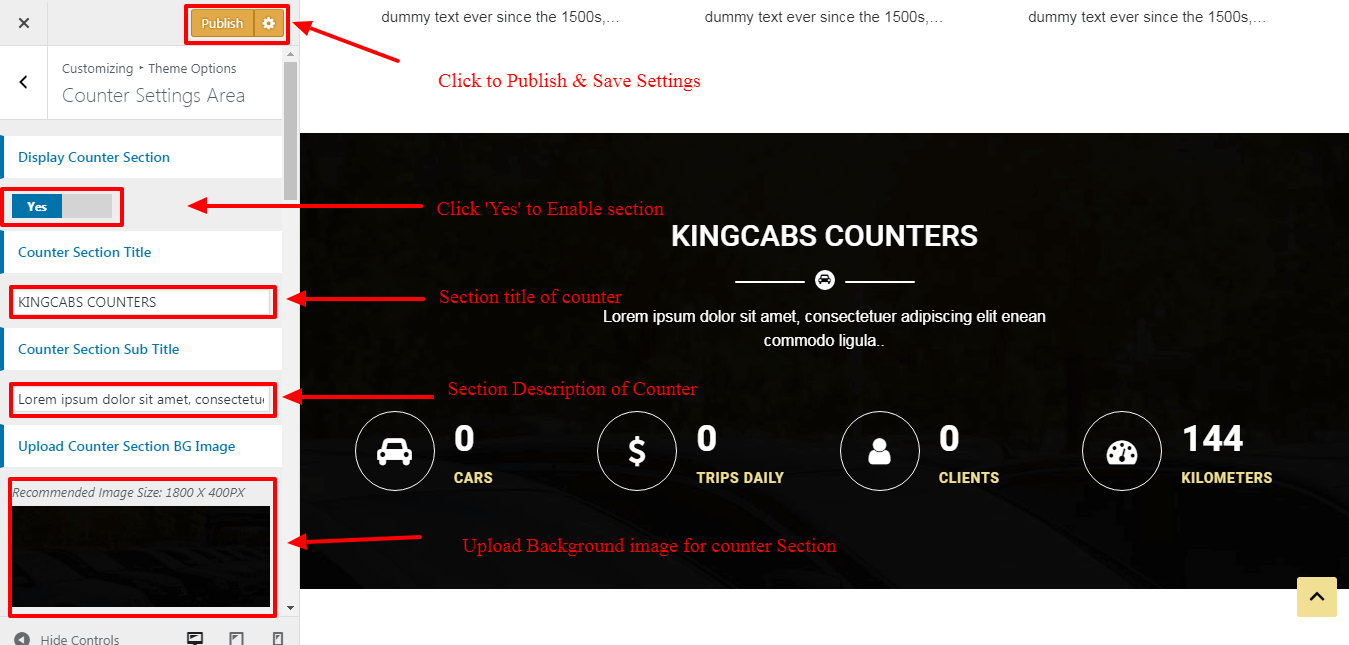 Publish
Customizing ‣ Theme Options
Counter Settings Area
Display Counter Section
Yes
Counter Section Title
KINGCABS COUNTERS
Counter Section Sub Title
Lorem ipsum dolor sit amet, consectetu
Upload Counter Section BG Image
Recommended Image Size: 1800 X 400PX
Hide Controls
dummy text ever since the 1500s,...
dummy text ever since the 1500s,...
dummy text ever since the 1500s,...
Click to Publish & Save Settings
Click 'Yes' to Enable section
KINGCABS COUNTERS
Section title of counter
Lorem ipsum dolor sit amet, consectetuer adipiscing elit enean
commodo ligula..
Section Description of Counter
0
CARS
0
TRIPS DAILY
0
CLIENTS
144
KILOMETERS
Upload Background image for counter Section